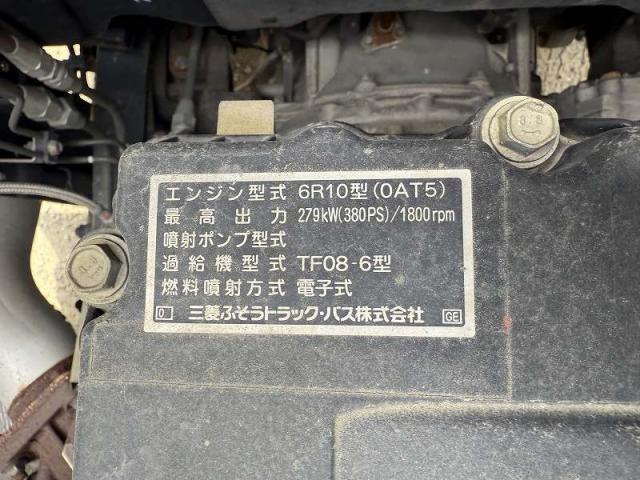 エンジン型式 6R10型(0AT5)
最高出力 279kW(380PS)/1800rpm
噴射ポンプ型式
過給機型式 TF08-6型
燃料噴射方式 電子式
0 三菱ふそうトラック・バス株式会社 GE